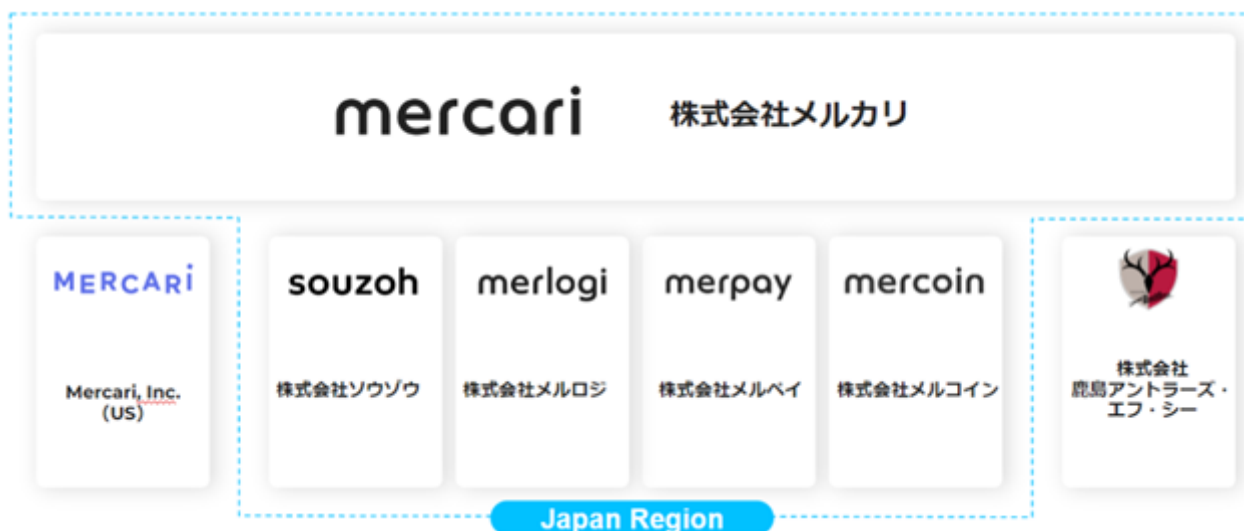 mercari 株式会社メルカリ
MERCARI
Mercari, Inc.
(US)
souzoh
株式会社ソウゾウ
merlogi
株式会社メルロジ
merpay
株式会社メルペイ
mercoin
株式会社メルコイン
株式会社
鹿島アントラーズ・
エフ・シー
Japan Region